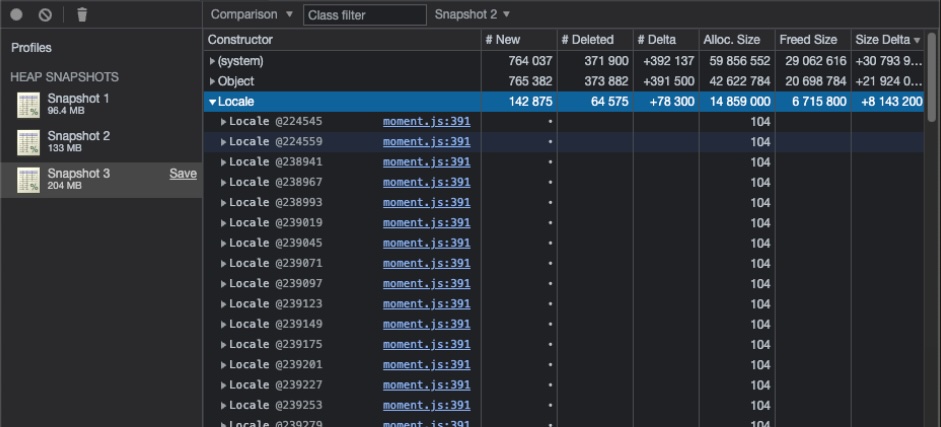 Comparison ▼ Class filter Snapshot 2 ▼
Profiles
HEAP SNAPSHOTS
Snapshot 1
96.4 MB
Snapshot 2
133 MB
Snapshot 3 Save
204 MB
Constructor # New # Deleted # Delta Alloc. Size Freed Size Size Delta ▼
▶(system) 764 037 371 900 +392 137 59 856 552 29 062 616 +30 793 9…
▶Object 765 382 373 882 +391 500 42 622 784 20 698 784 +21 924 0…
▼Locale 142 875 64 575 +78 300 14 859 000 6 715 800 +8 143 200
▶Locale @224545 moment.js:391 • 104
▶Locale @224559 moment.js:391 • 104
▶Locale @238941 moment.js:391 • 104
▶Locale @238967 moment.js:391 • 104
▶Locale @238993 moment.js:391 • 104
▶Locale @239019 moment.js:391 • 104
▶Locale @239045 moment.js:391 • 104
▶Locale @239071 moment.js:391 • 104
▶Locale @239097 moment.js:391 • 104
▶Locale @239123 moment.js:391 • 104
▶Locale @239149 moment.js:391 • 104
▶Locale @239175 moment.js:391 • 104
▶Locale @239201 moment.js:391 • 104
▶Locale @239227 moment.js:391 • 104
▶Locale @239253 moment.js:391 • 104
▶Locale @239279 moment.js:391 • 104